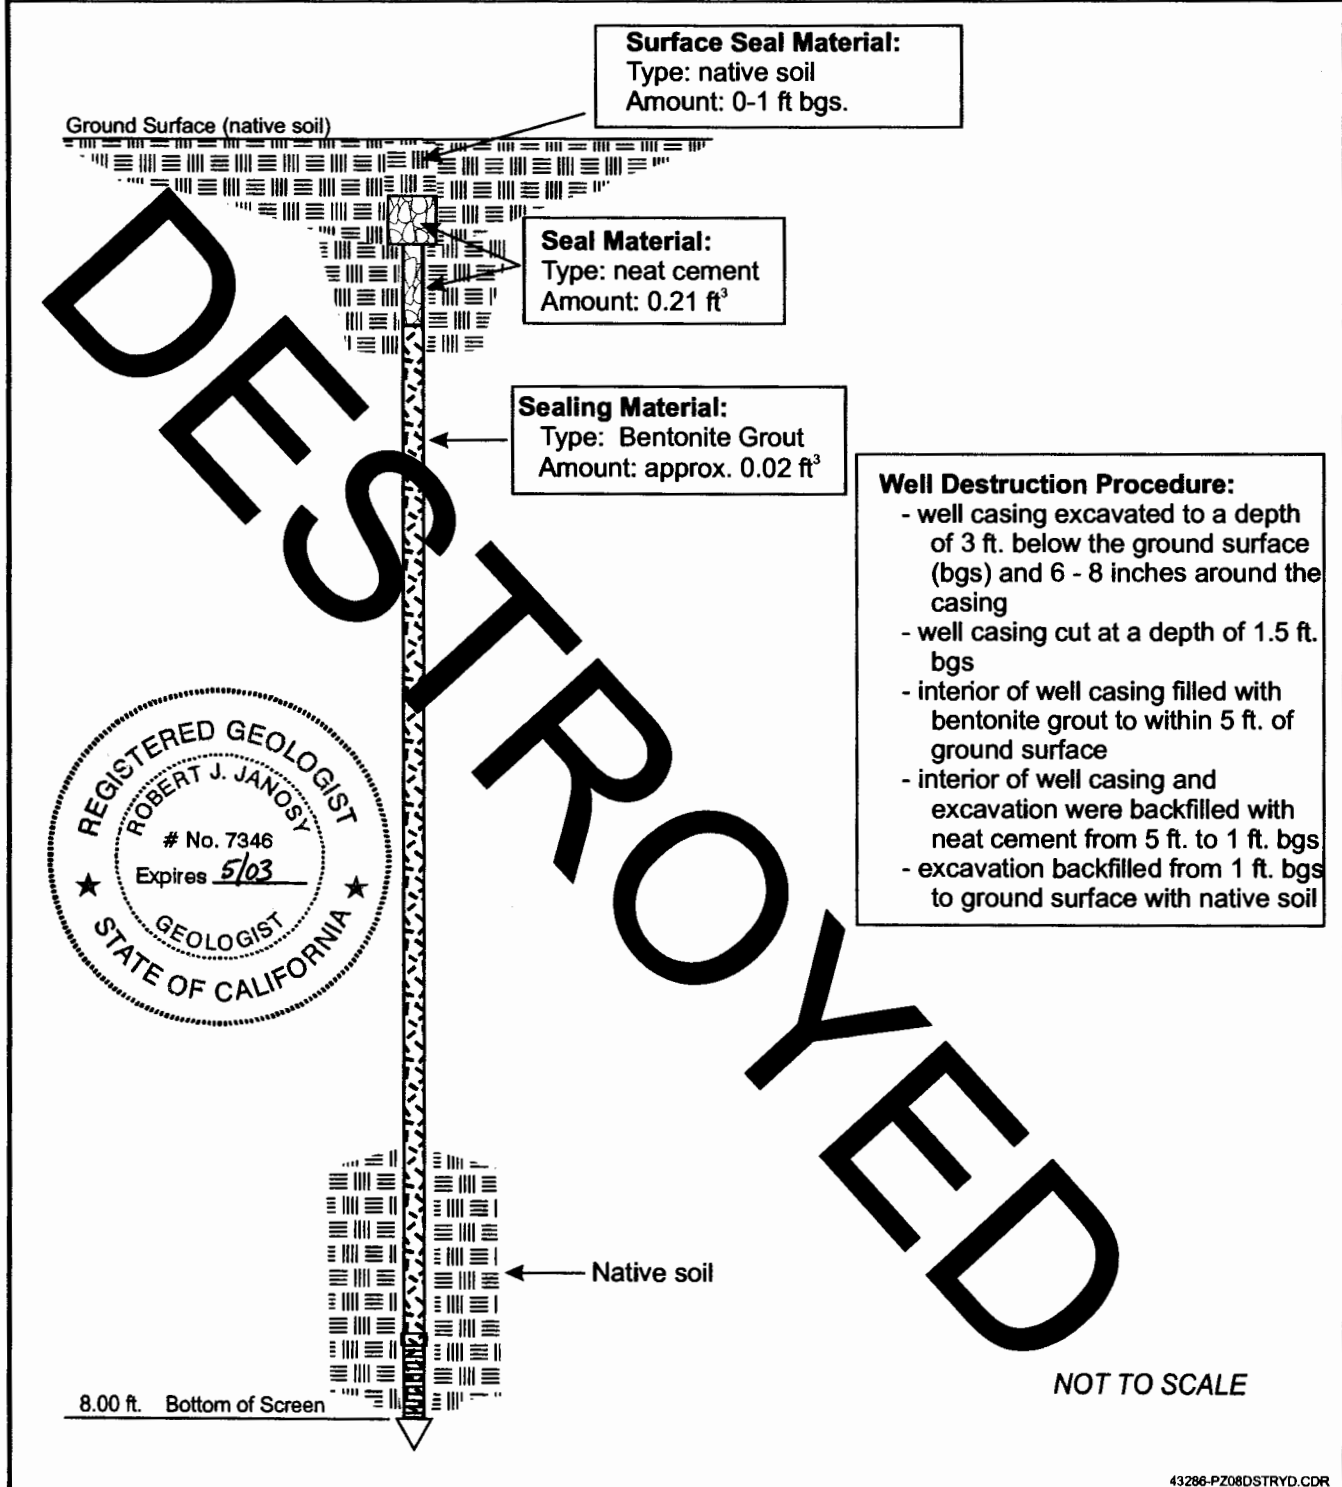 Surface Seal Material:
Type: native soil
Amount: 0-1 ft bgs.
Ground Surface (native soil)
Seal Material:
Type: neat cement
Amount: 0.21 ft³
Sealing Material:
Type: Bentonite Grout
Amount: approx. 0.02 ft³
Well Destruction Procedure:
- well casing excavated to a depth
of 3 ft. below the ground surface
(bgs) and 6 - 8 inches around the
casing
- well casing cut at a depth of 1.5 ft.
bgs
- interior of well casing filled with
bentonite grout to within 5 ft. of
ground surface
- interior of well casing and
excavation were backfilled with
neat cement from 5 ft. to 1 ft. bgs
- excavation backfilled from 1 ft. bgs
to ground surface with native soil
DESTROYED
REGISTERED GEOLOGIST
ROBERT J. JANOSY
# No. 7346
Expires 5/03
GEOLOGIST
STATE OF CALIFORNIA
Native soil
8.00 ft. Bottom of Screen
NOT TO SCALE
43286-PZ08DSTRYD.CDR